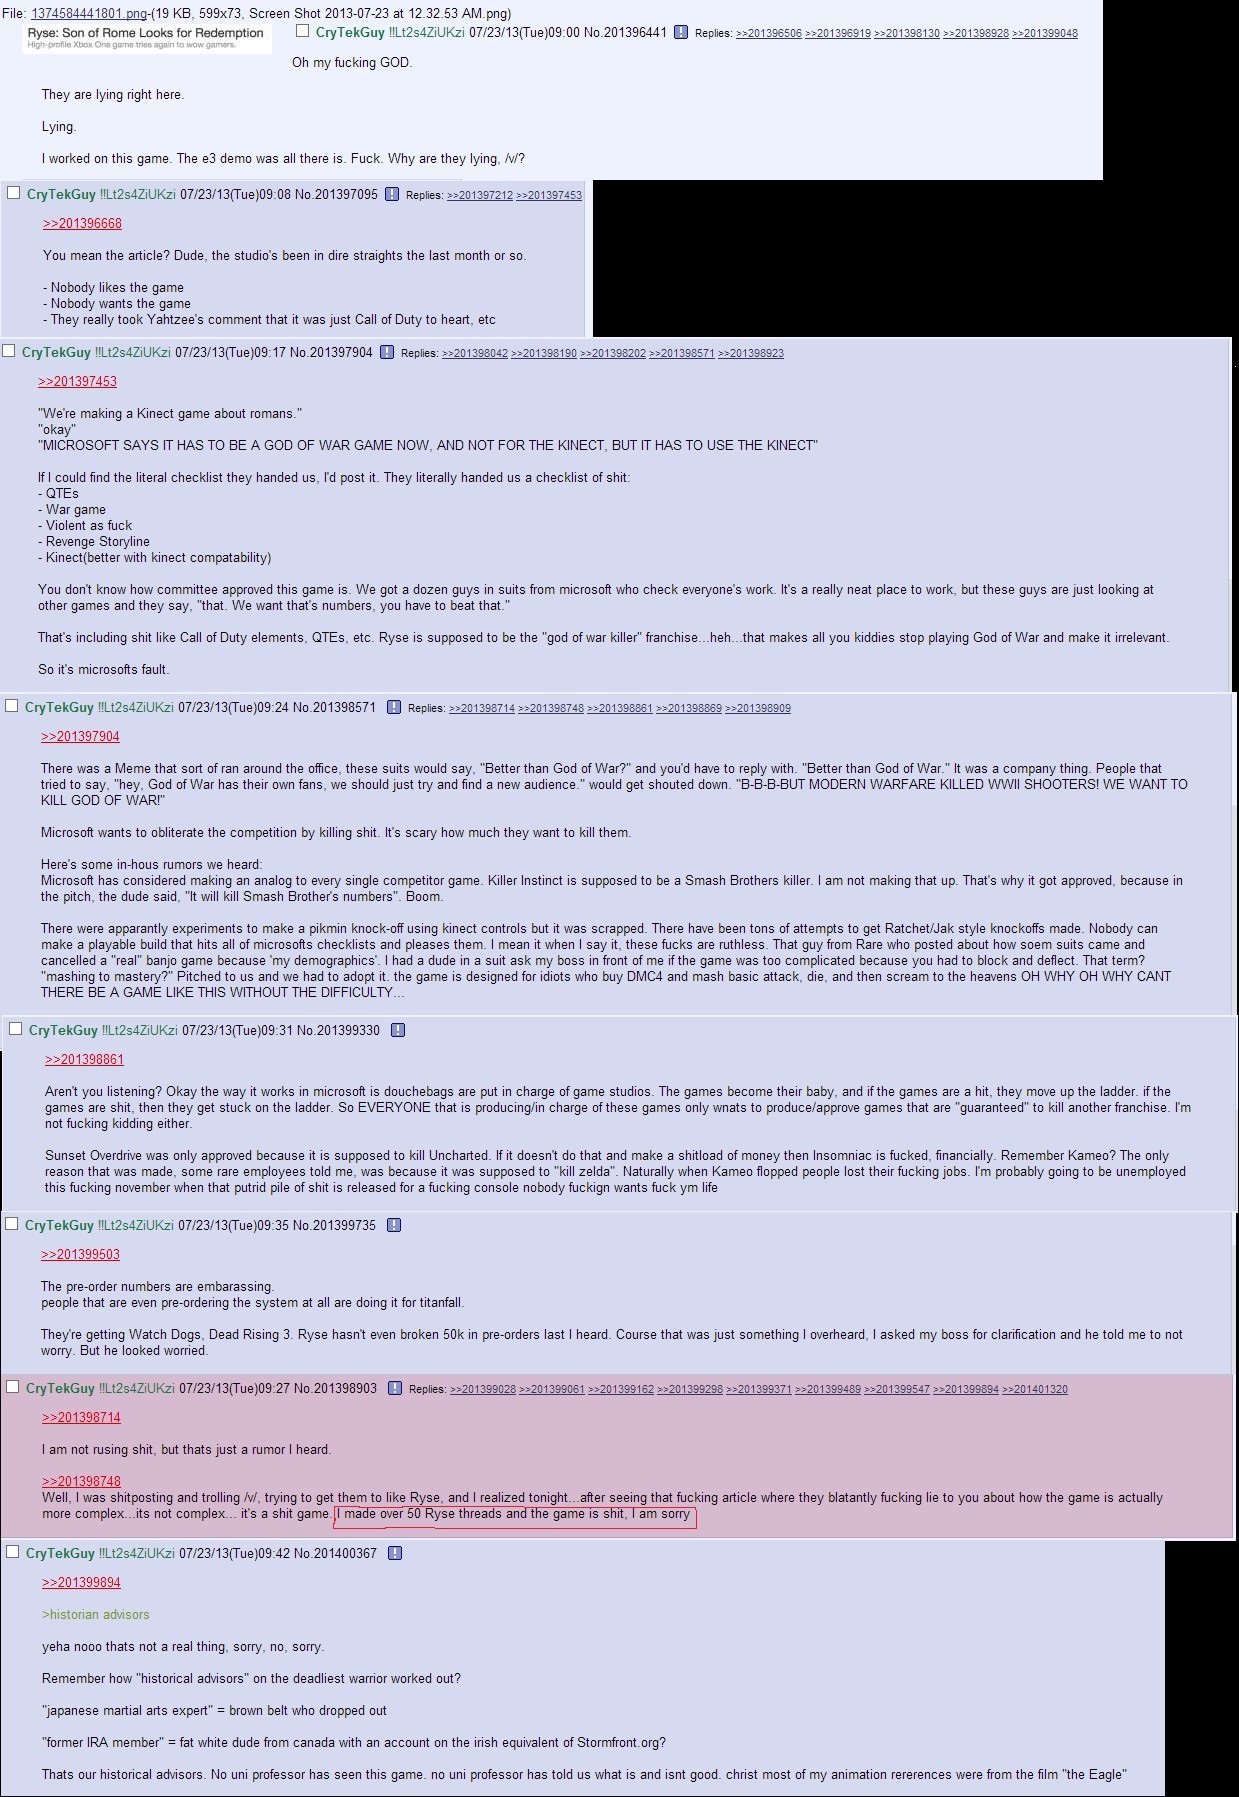 File: 1374584441801.png-(19 KB, 599x73, Screen Shot 2013-07-23 at 12.32.53 AM.png)
Ryse: Son of Rome Looks for Redemption
High-profile Xbox One game tries again to wow gamers.
CryTekGuy !!Lt2s4ZiUKzi 07/23/13(Tue)09:00 No.201396441 Replies: >>201396506 >>201396919 >>201398130 >>201398928 >>201399048
Oh my fucking GOD.
They are lying right here.
Lying.
I worked on this game. The e3 demo was all there is. Fuck. Why are they lying, /v/?
CryTekGuy !!Lt2s4ZiUKzi 07/23/13(Tue)09:08 No.201397095 Replies: >>201397212 >>201397453
>>201396668
You mean the article? Dude, the studio's been in dire straights the last month or so.
- Nobody likes the game
- Nobody wants the game
- They really took Yahtzee's comment that it was just Call of Duty to heart, etc
CryTekGuy !!Lt2s4ZiUKzi 07/23/13(Tue)09:17 No.201397904 Replies: >>201398042 >>201398190 >>201398202 >>201398571 >>201398923
>>201397453
"We're making a Kinect game about romans."
"okay"
"MICROSOFT SAYS IT HAS TO BE A GOD OF WAR GAME NOW, AND NOT FOR THE KINECT, BUT IT HAS TO USE THE KINECT"
If I could find the literal checklist they handed us, I'd post it. They literally handed us a checklist of shit:
- QTEs
- War game
- Violent as fuck
- Revenge Storyline
- Kinect(better with kinect compatability)
You don't know how committee approved this game is. We got a dozen guys in suits from microsoft who check everyone's work. It's a really neat place to work, but these guys are just looking at
other games and they say, "that. We want that's numbers, you have to beat that."
That's including shit like Call of Duty elements, QTEs, etc. Ryse is supposed to be the "god of war killer" franchise...heh...that makes all you kiddies stop playing God of War and make it irrelevant.
So it's microsofts fault.
CryTekGuy !!Lt2s4ZiUKzi 07/23/13(Tue)09:24 No.201398571 Replies: >>201398714 >>201398748 >>201398861 >>201398869 >>201398909
>>201397904
There was a Meme that sort of ran around the office, these suits would say, "Better than God of War?" and you'd have to reply with. "Better than God of War." It was a company thing. People that
tried to say, "hey, God of War has their own fans, we should just try and find a new audience." would get shouted down. "B-B-B-BUT MODERN WARFARE KILLED WWII SHOOTERS! WE WANT TO
KILL GOD OF WAR!"
Microsoft wants to obliterate the competition by killing shit. It's scary how much they want to kill them.
Here's some in-hous rumors we heard:
Microsoft has considered making an analog to every single competitor game. Killer Instinct is supposed to be a Smash Brothers killer. I am not making that up. That's why it got approved, because in
the pitch, the dude said, "It will kill Smash Brother's numbers". Boom.
There were apparantly experiments to make a pikmin knock-off using kinect controls but it was scrapped. There have been tons of attempts to get Ratchet/Jak style knockoffs made. Nobody can
make a playable build that hits all of microsofts checklists and pleases them. I mean it when I say it, these fucks are ruthless. That guy from Rare who posted about how soem suits came and
cancelled a "real" banjo game because 'my demographics'. I had a dude in a suit ask my boss in front of me if the game was too complicated because you had to block and deflect. That term?
"mashing to mastery?" Pitched to us and we had to adopt it. the game is designed for idiots who buy DMC4 and mash basic attack, die, and then scream to the heavens OH WHY OH WHY CANT
THERE BE A GAME LIKE THIS WITHOUT THE DIFFICULTY...
CryTekGuy !!Lt2s4ZiUKzi 07/23/13(Tue)09:31 No.201399330
>>201398861
Aren't you listening? Okay the way it works in microsoft is douchebags are put in charge of game studios. The games become their baby, and if the games are a hit, they move up the ladder. if the
games are shit, then they get stuck on the ladder. So EVERYONE that is producing/in charge of these games only wnats to produce/approve games that are "guaranteed" to kill another franchise. I'm
not fucking kidding either.
Sunset Overdrive was only approved because it is supposed to kill Uncharted. If it doesn't do that and make a shitload of money then Insomniac is fucked, financially. Remember Kameo? The only
reason that was made, some rare employees told me, was because it was supposed to "kill zelda". Naturally when Kameo flopped people lost their fucking jobs. I'm probably going to be unemployed
this fucking november when that putrid pile of shit is released for a fucking console nobody fuckign wants fuck ym life
CryTekGuy !!Lt2s4ZiUKzi 07/23/13(Tue)09:35 No.201399735
>>201399503
The pre-order numbers are embarassing.
people that are even pre-ordering the system at all are doing it for titanfall.
They're getting Watch Dogs, Dead Rising 3. Ryse hasn't even broken 50k in pre-orders last I heard. Course that was just something I overheard, I asked my boss for clarification and he told me to not
worry. But he looked worried.
CryTekGuy !!Lt2s4ZiUKzi 07/23/13(Tue)09:27 No.201398903 Replies: >>201399028 >>201399061 >>201399162 >>201399298 >>201399371 >>201399489 >>201399547 >>201399894 >>201401320
>>201398714
I am not rusing shit, but thats just a rumor I heard.
>>201398748
Well, I was shitposting and trolling /v/, trying to get them to like Ryse, and I realized tonight...after seeing that fucking article where they blatantly fucking lie to you about how the game is actually
more complex...its not complex... it's a shit game. I made over 50 Ryse threads and the game is shit, I am sorry
CryTekGuy !!Lt2s4ZiUKzi 07/23/13(Tue)09:42 No.201400367
>>201399894
>historian advisors
yeha nooo thats not a real thing, sorry, no, sorry.
Remember how "historical advisors" on the deadliest warrior worked out?
"japanese martial arts expert" = brown belt who dropped out
"former IRA member" = fat white dude from canada with an account on the irish equivalent of Stormfront.org?
Thats our historical advisors. No uni professor has seen this game. no uni professor has told us what is and isnt good. christ most of my animation rerences were from the film "the Eagle"